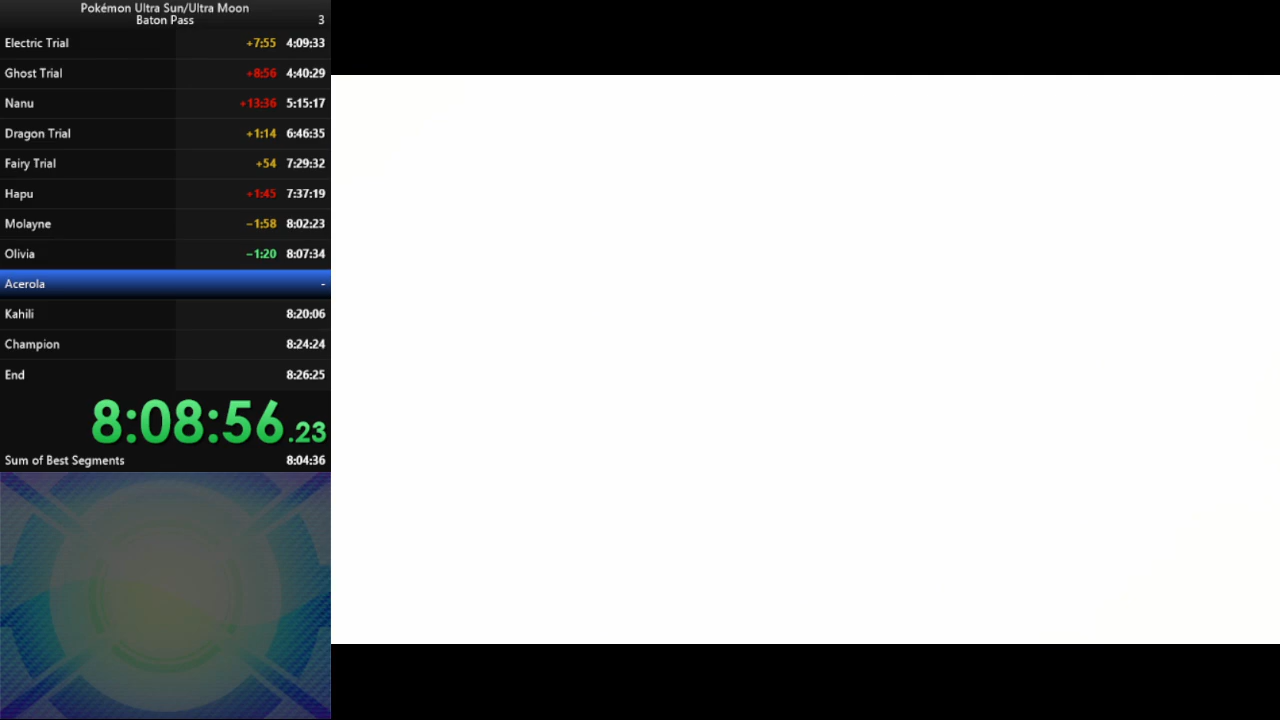 Pokémon Ultra Sun/Ultra Moon
Baton Pass 3
Electric Trial +7:55 4:09:33
Ghost Trial +8:56 4:40:29
Nanu +13:36 5:15:17
Dragon Trial +1:14 6:46:35
Fairy Trial +54 7:29:32
Hapu +1:45 7:37:19
Molayne −1:58 8:02:23
Olivia −1:20 8:07:34
Acerola -
Kahili 8:20:06
Champion 8:24:24
End 8:26:25
8:08:56.23
Sum of Best Segments 8:04:36